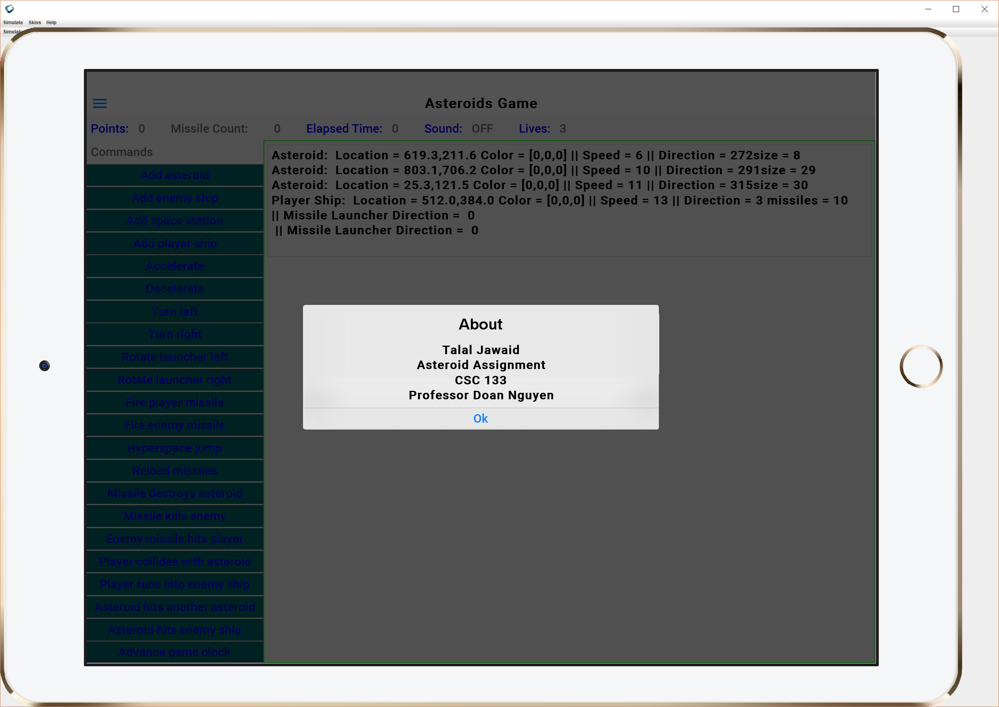 Simulate Skins Help
Simulate
Asteroids Game
Points: 0 Missile Count: 0 Elapsed Time: 0 Sound: OFF Lives: 3
Commands
Add asteroid
Add enemy ship
Add space station
Add player ship
Accelerate
Decelerate
Turn left
Turn right
Rotate launcher left
Rotate launcher right
Fire player missile
Fire enemy missile
Hyperspace jump
Reload missiles
Missile destroys asteroid
Missile kills enemy
Enemy missile hits player
Player collides with asteroid
Player runs into enemy ship
Asteroid hits another asteroid
Asteroid hits enemy ship
Advance game clock
Asteroid:  Location = 619.3,211.6 Color = [0,0,0] || Speed = 6 || Direction = 272size = 8
Asteroid:  Location = 803.1,706.2 Color = [0,0,0] || Speed = 10 || Direction = 291size = 29
Asteroid:  Location = 25.3,121.5 Color = [0,0,0] || Speed = 11 || Direction = 315size = 30
Player Ship:  Location = 512.0,384.0 Color = [0,0,0] || Speed = 13 || Direction = 3 missiles = 10
|| Missile Launcher Direction =  0
|| Missile Launcher Direction =  0
About
Talal Jawaid
Asteroid Assignment
CSC 133
Professor Doan Nguyen
Ok